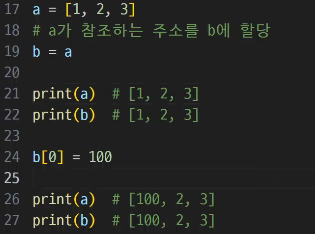 17 a = [1, 2, 3]
18 # a가 참조하는 주소를 b에 할당
19 b = a
20
21 print(a)  # [1, 2, 3]
22 print(b)  # [1, 2, 3]
23
24 b[0] = 100
25
26 print(a)  # [100, 2, 3]
27 print(b)  # [100, 2, 3]